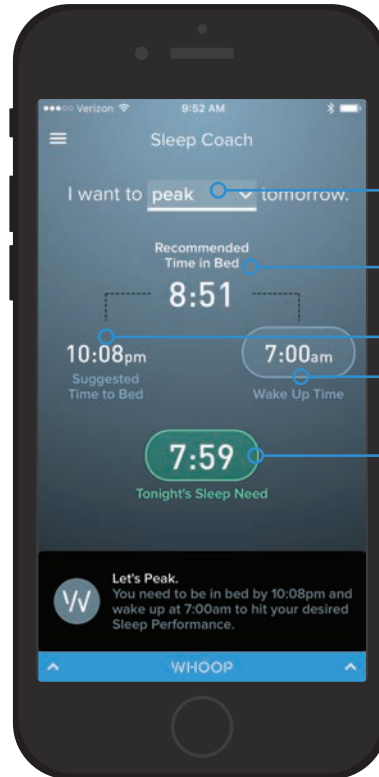 Verizon 9:52 AM
Sleep Coach
I want to peak tomorrow.
Recommended
Time in Bed
8:51
10:08pm 7:00am
Suggested
Time to Bed Wake Up Time
7:59
Tonight's Sleep Need
Let's Peak.
You need to be in bed by 10:08pm and
wake up at 7:00am to hit your desired
Sleep Performance.
W
WHOOP